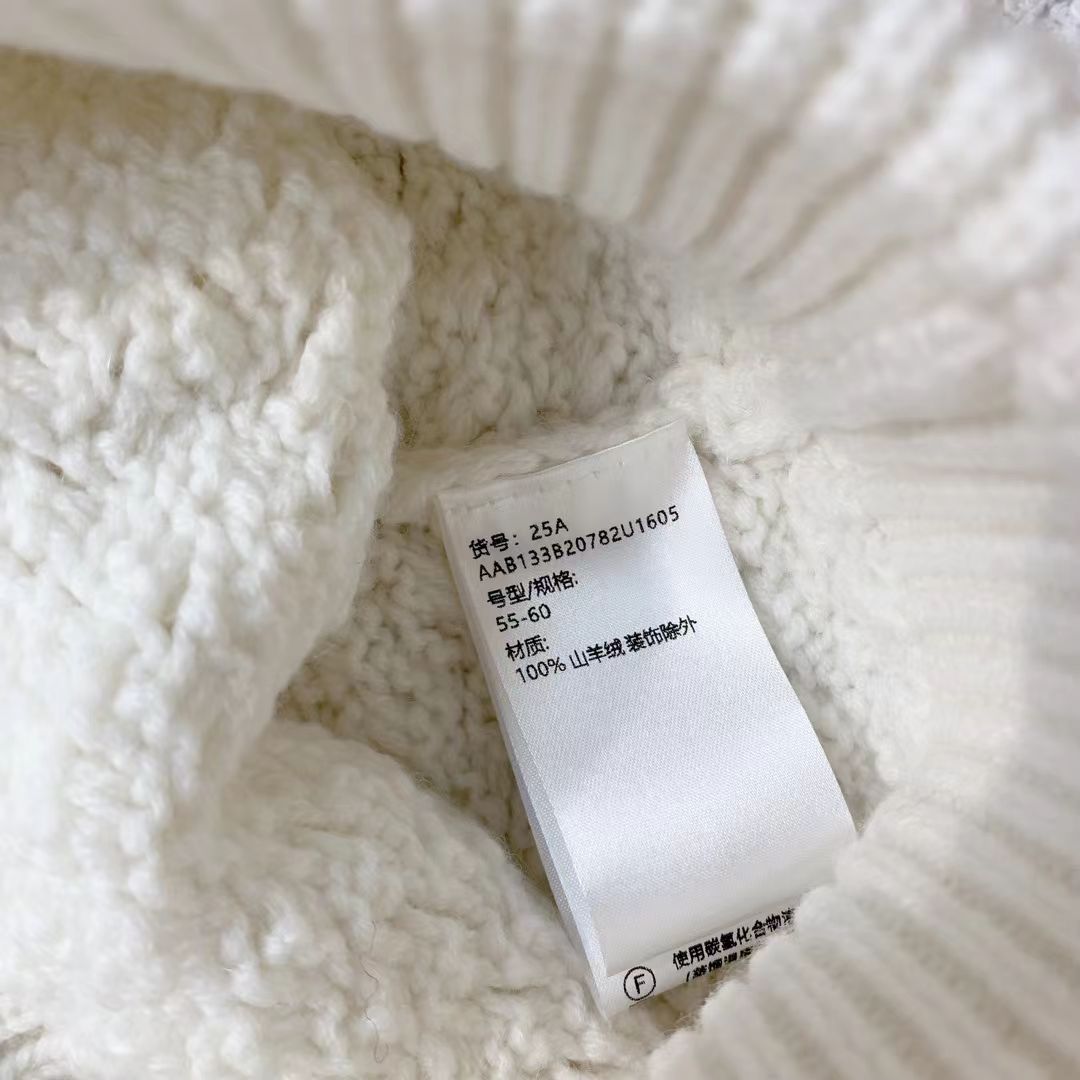 货号：25A
AAB133B20782U1605
号型/规格:
55-60
材质:
100% 山羊绒 装饰除外
F
使用碳氢化合物